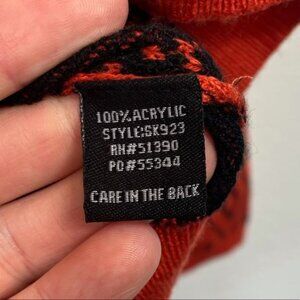 100% ACRYLIC
STYLE:SK923
RN#51390
PO#55344
CARE IN THE BACK